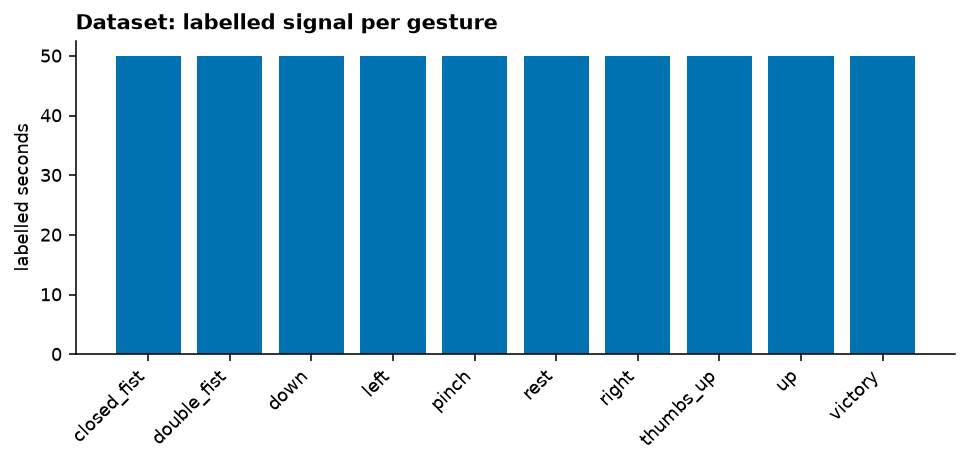 Dataset: labelled signal per gesture
labelled seconds
50
40
30
20
10
0
closed_fist
double_fist
down
left
pinch
rest
right
thumbs_up
up
victory